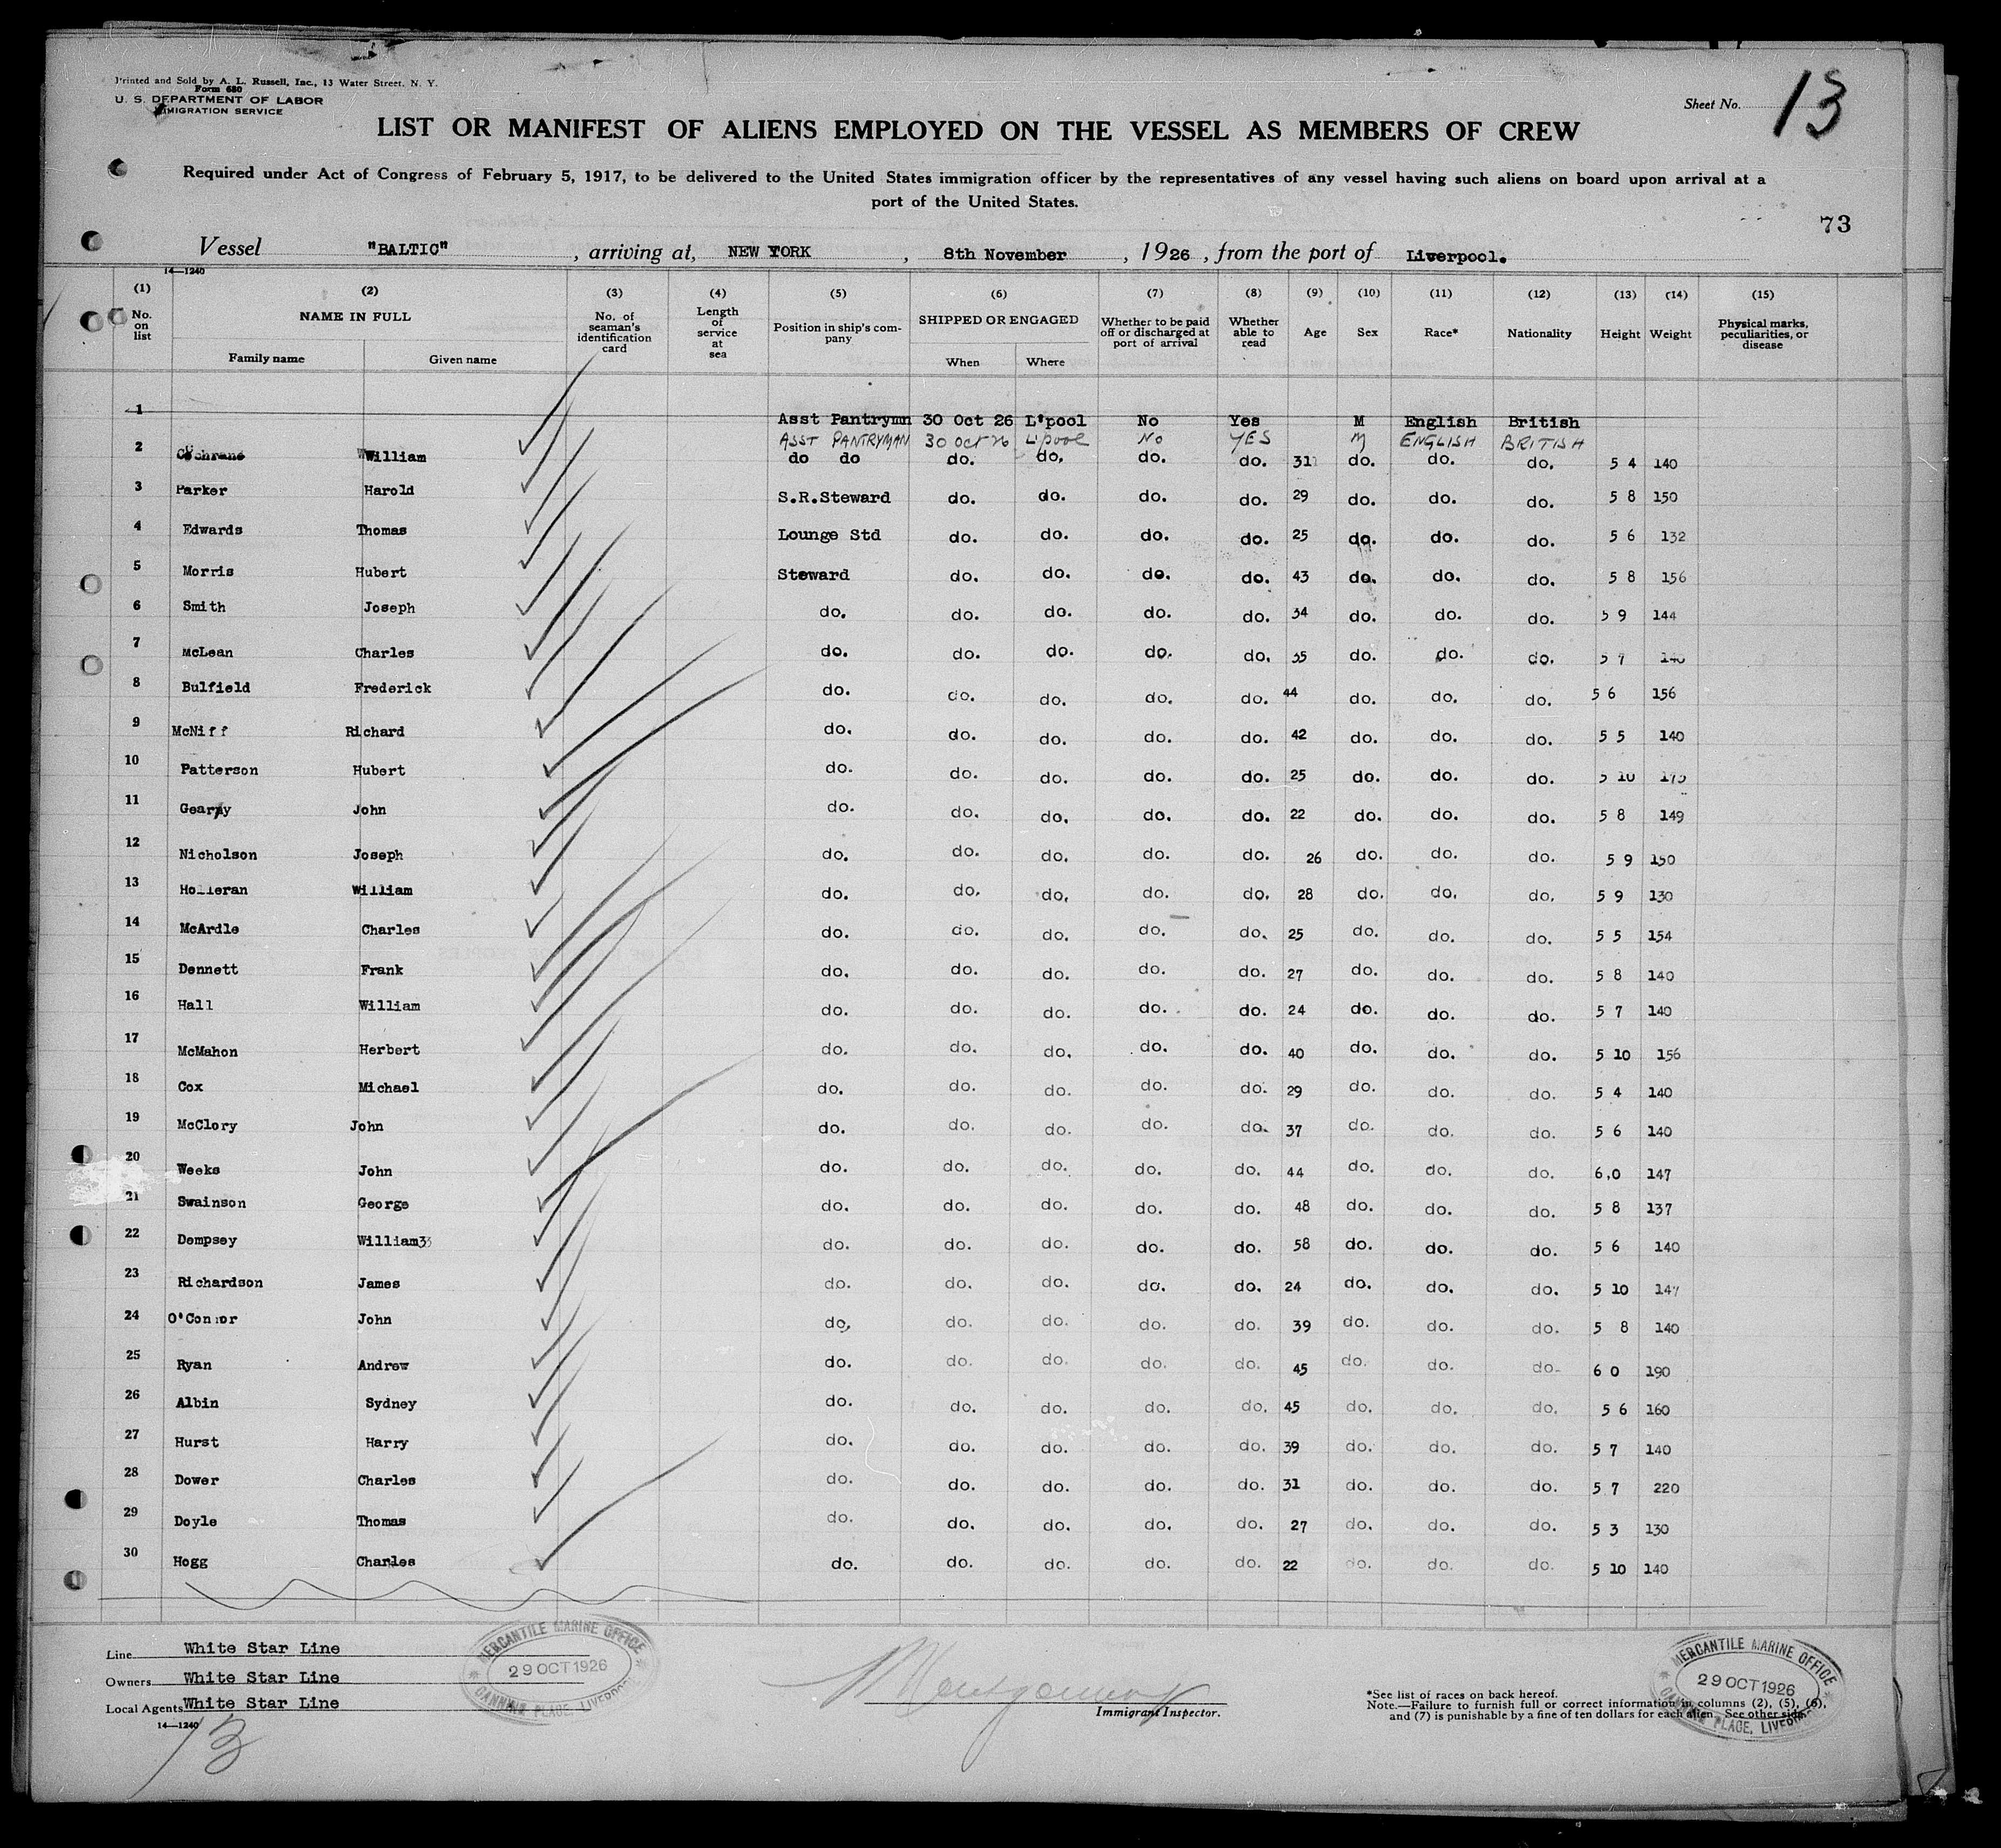 Printed and Sold by A. L. Russell, Inc., 13 Water Street, N. Y.
Form 680
U. S. DEPARTMENT OF LABOR
IMMIGRATION SERVICE
Sheet No. 13
LIST OR MANIFEST OF ALIENS EMPLOYED ON THE VESSEL AS MEMBERS OF CREW
Required under Act of Congress of February 5, 1917, to be delivered to the United States immigration officer by the representatives of any vessel having such aliens on board upon arrival at a
port of the United States.
73
Vessel "BALTIC", arriving at, NEW YORK, 8th November, 1926, from the port of Liverpool.
14—1240
(1) (2) (3) (4) (5) (6) (7) (8) (9) (10) (11) (12) (13) (14) (15)
No. on list NAME IN FULL Family name Given name No. of seaman's identification card Length of service at sea Position in ship's company SHIPPED OR ENGAGED When Where Whether to be paid off or discharged at port of arrival Whether able to read Age Sex Race* Nationality Height Weight Physical marks, peculiarities, or disease
1 Asst Pantrymn 30 Oct 26 L'pool No Yes M English British
ASST PANTRYMAN 30 Oct 26 L'pool No YES M ENGLISH BRITISH
2 Cochrane William do do do. do. do. do. 31 do. do. do. 5 4 140
3 Parker Harold S.R.Steward do. do. do. do. 29 do. do. do. 5 8 150
4 Edwards Thomas Lounge Std do. do. do. do. 25 do. do. do. 5 6 132
5 Morris Hubert Steward do. do. do. do. 43 do. do. do. 5 8 156
6 Smith Joseph do. do. do. do. do. 34 do. do. do. 5 9 144
7 McLean Charles do. do. do. do. do. 35 do. do. do. 5 7 140
8 Bulfield Frederick do. do. do. do. do. 44 do. do. do. 5 6 156
9 McNiff Richard do. do. do. do. do. 42 do. do. do. 5 5 140
10 Patterson Hubert do. do. do. do. do. 25 do. do. do. 5 10 175
11 Geary John do. do. do. do. do. 22 do. do. do. 5 8 149
12 Nicholson Joseph do. do. do. do. do. 26 do. do. do. 5 9 150
13 Holleran William do. do. do. do. do. 28 do. do. do. 5 9 130
14 McArdle Charles do. do. do. do. do. 25 do. do. do. 5 5 154
15 Dennett Frank do. do. do. do. do. 27 do. do. do. 5 8 140
16 Hall William do. do. do. do. do. 24 do. do. do. 5 7 140
17 McMahon Herbert do. do. do. do. do. 40 do. do. do. 5 10 156
18 Cox Michael do. do. do. do. do. 29 do. do. do. 5 4 140
19 McClory John do. do. do. do. do. 37 do. do. do. 5 6 140
20 Weeks John do. do. do. do. do. 44 do. do. do. 6,0 147
21 Swainson George do. do. do. do. do. 48 do. do. do. 5 8 137
22 Dempsey William33 do. do. do. do. do. 58 do. do. do. 5 6 140
23 Richardson James do. do. do. do. do. 24 do. do. do. 5 10 147
24 O'Connor John do. do. do. do. do. 39 do. do. do. 5 8 140
25 Ryan Andrew do. do. do. do. do. 45 do. do. do. 6 0 190
26 Albin Sydney do. do. do. do. do. 45 do. do. do. 5 6 160
27 Hurst Harry do. do. do. do. do. 39 do. do. do. 5 7 140
28 Dower Charles do. do. do. do. do. 31 do. do. do. 5 7 220
29 Doyle Thomas do. do. do. do. do. 27 do. do. do. 5 3 130
30 Hogg Charles do. do. do. do. do. 22 do. do. do. 5 10 140
Line White Star Line
Owners White Star Line
Local Agents White Star Line
14—1240
13
MERCANTILE MARINE OFFICE
29 OCT 1926
CANNING PLACE, LIVERPOOL
Montgomery
Immigrant Inspector.
*See list of races on back hereof.
Note.—Failure to furnish full or correct information in columns (2), (5), (6),
and (7) is punishable by a fine of ten dollars for each alien. See other side.
MERCANTILE MARINE OFFICE
29 OCT 1926
CANNING PLACE, LIVERPOOL